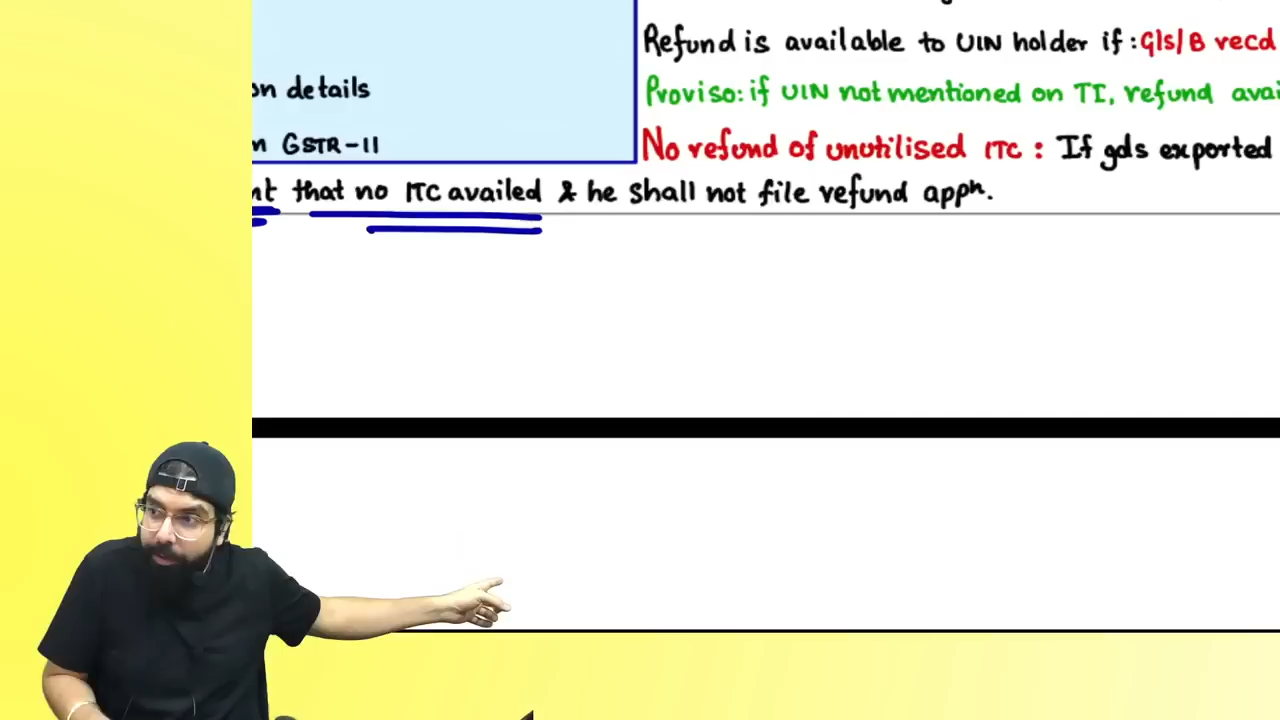 Refund is available to UIN holder if : G/s/B recd
on details
Proviso: if UIN not mentioned on TI, refund avai
m GSTR-11
No refund of unutilised ITC : If gds exported
nt that no ITC availed & he shall not file refund appn.